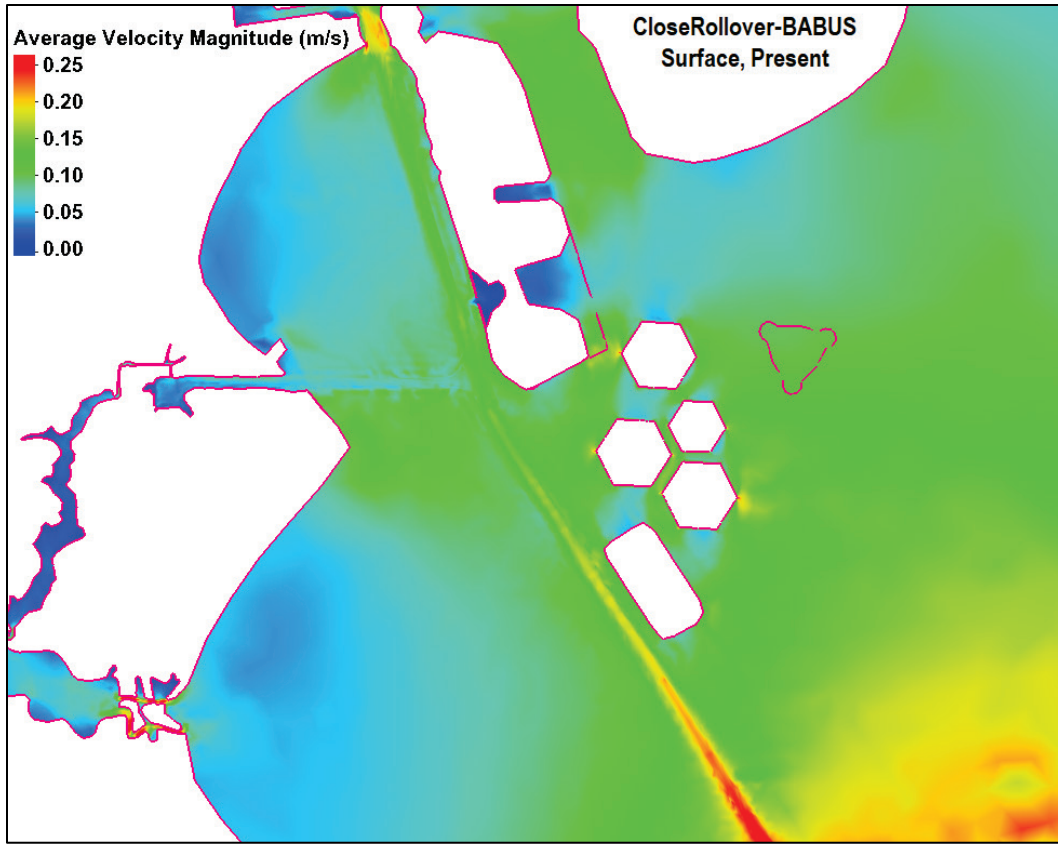 CloseRollover-BABUS
Surface, Present
Average Velocity Magnitude (m/s)
0.25
0.20
0.15
0.10
0.05
0.00